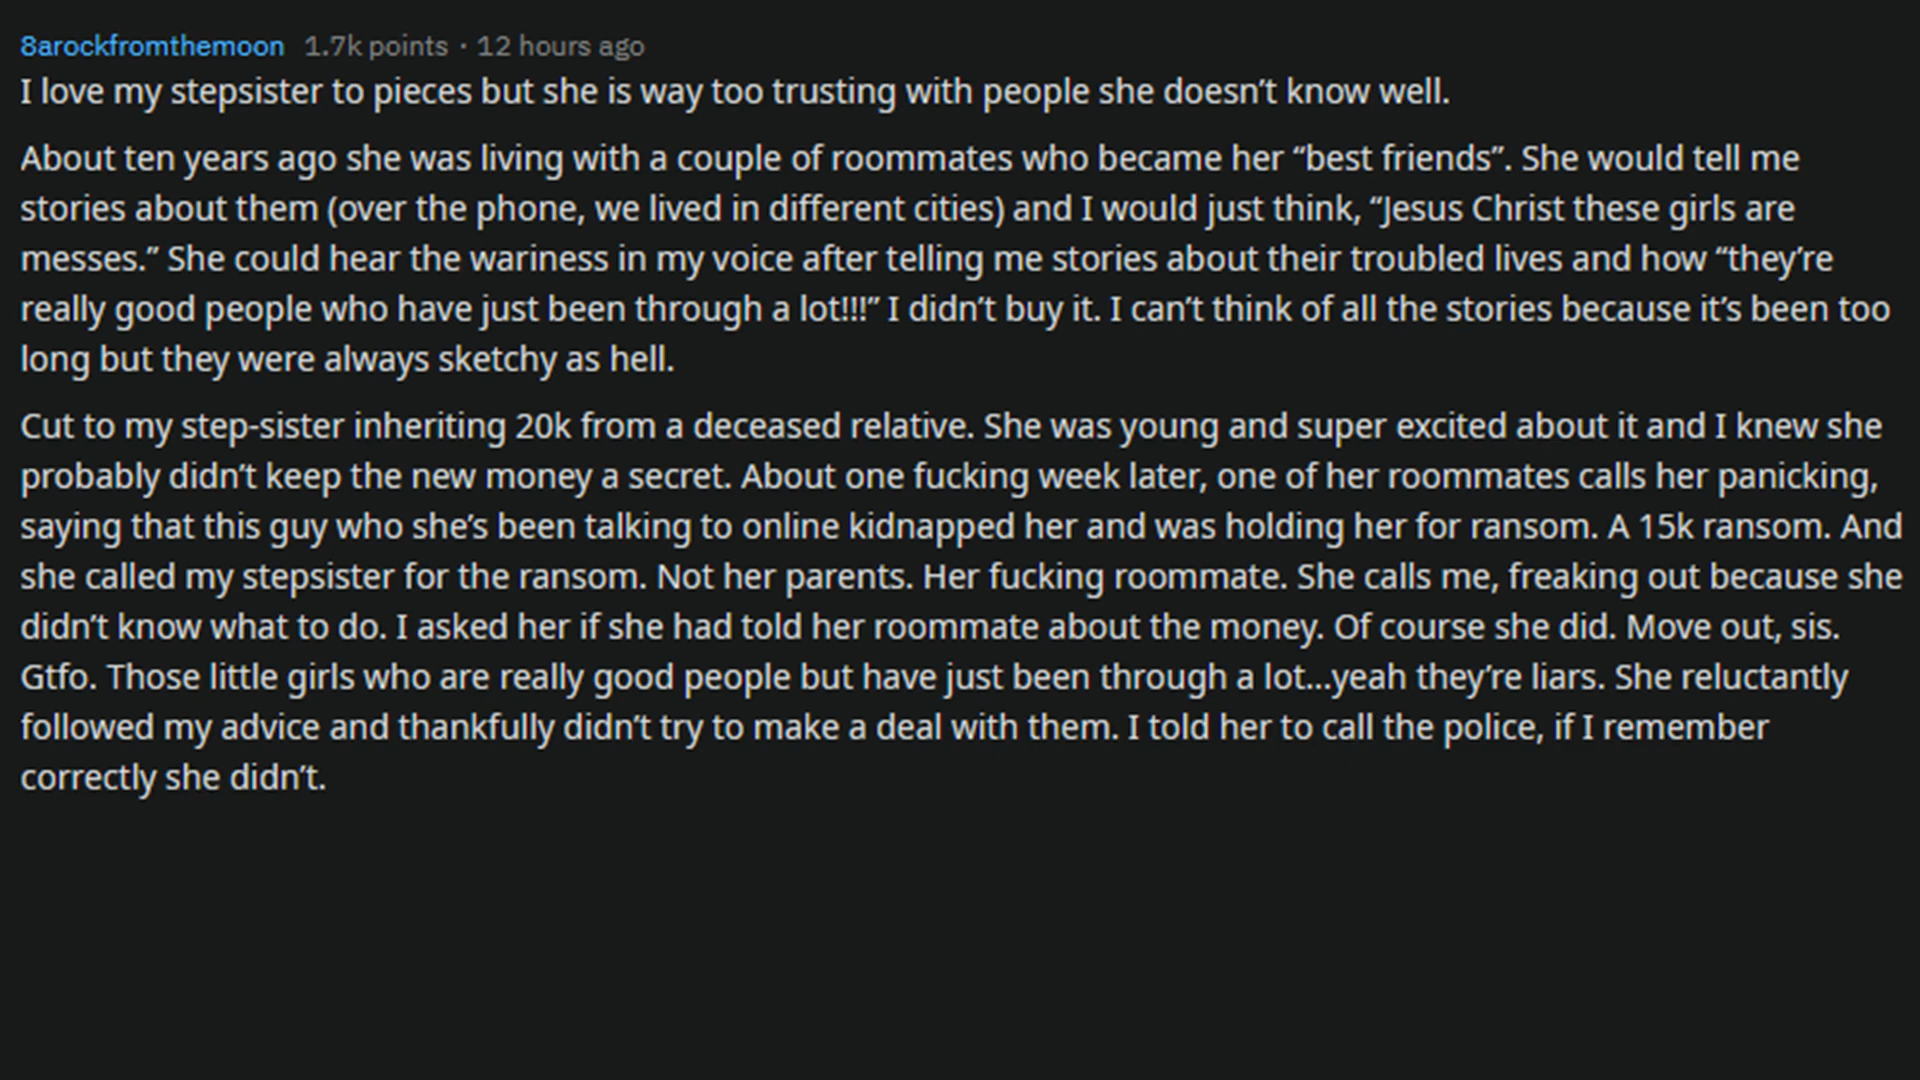 8arockfromthemoon 1.7k points · 12 hours ago
I love my stepsister to pieces but she is way too trusting with people she doesn’t know well.
About ten years ago she was living with a couple of roommates who became her “best friends”. She would tell me
stories about them (over the phone, we lived in different cities) and I would just think, “Jesus Christ these girls are
messes.” She could hear the wariness in my voice after telling me stories about their troubled lives and how “they’re
really good people who have just been through a lot!!!” I didn’t buy it. I can’t think of all the stories because it’s been too
long but they were always sketchy as hell.
Cut to my step-sister inheriting 20k from a deceased relative. She was young and super excited about it and I knew she
probably didn’t keep the new money a secret. About one fucking week later, one of her roommates calls her panicking,
saying that this guy who she’s been talking to online kidnapped her and was holding her for ransom. A 15k ransom. And
she called my stepsister for the ransom. Not her parents. Her fucking roommate. She calls me, freaking out because she
didn’t know what to do. I asked her if she had told her roommate about the money. Of course she did. Move out, sis.
Gtfo. Those little girls who are really good people but have just been through a lot...yeah they’re liars. She reluctantly
followed my advice and thankfully didn’t try to make a deal with them. I told her to call the police, if I remember
correctly she didn’t.